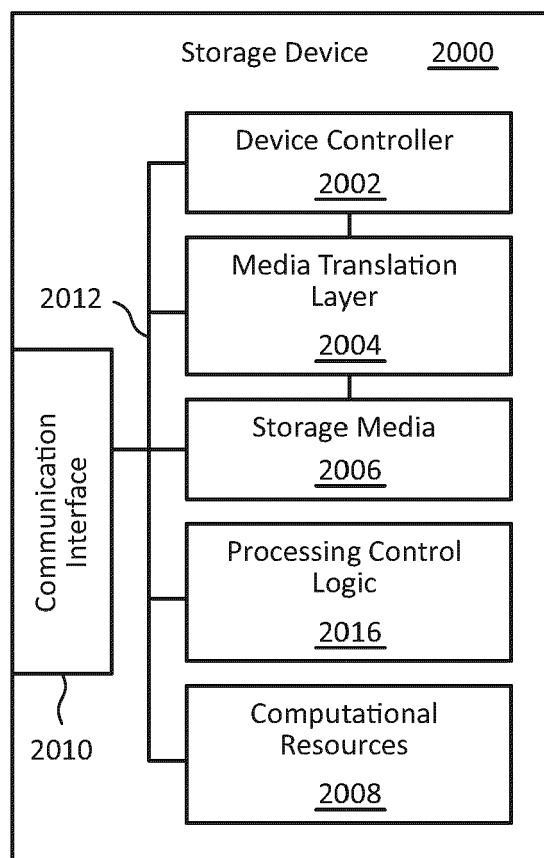 Storage Device 2000
Device Controller
2002
Media Translation
Layer
2004
2012
Storage Media
2006
Communication
Interface
Processing Control
Logic
2016
2010
Computational
Resources
2008